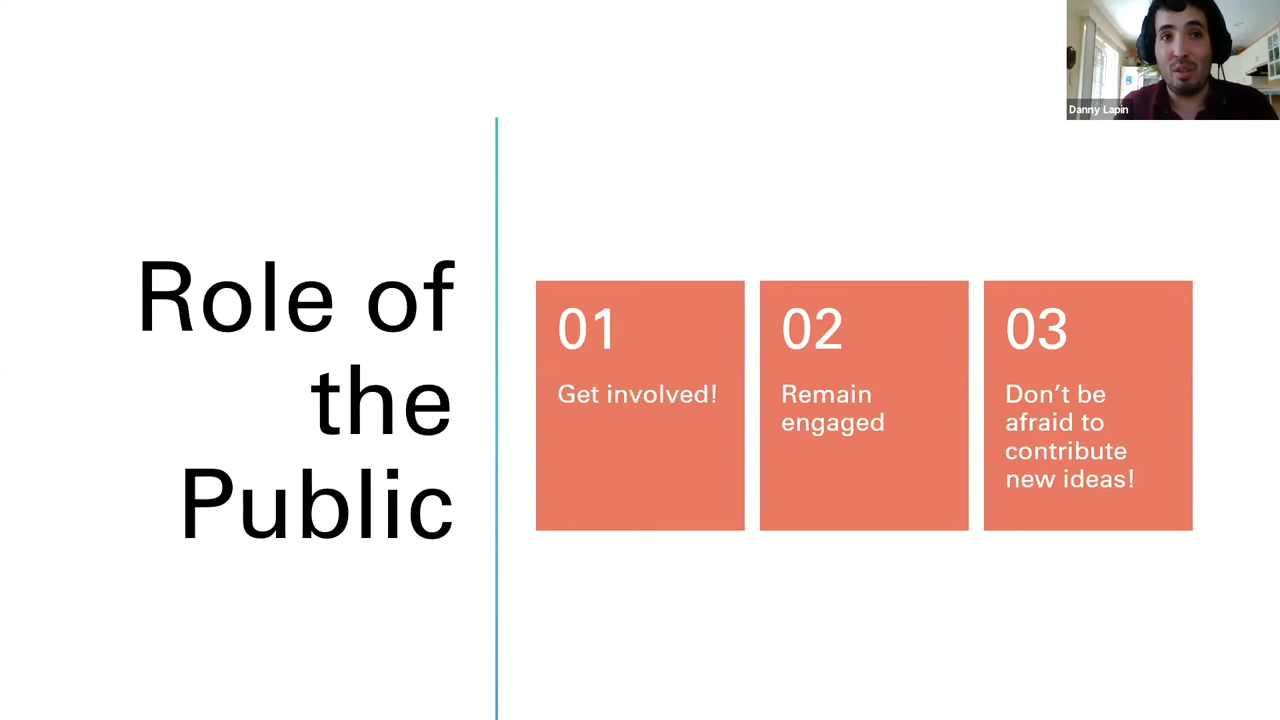 Danny Lapin
Role of
the
Public
01
Get involved!
02
Remain
engaged
03
Don’t be
afraid to
contribute
new ideas!